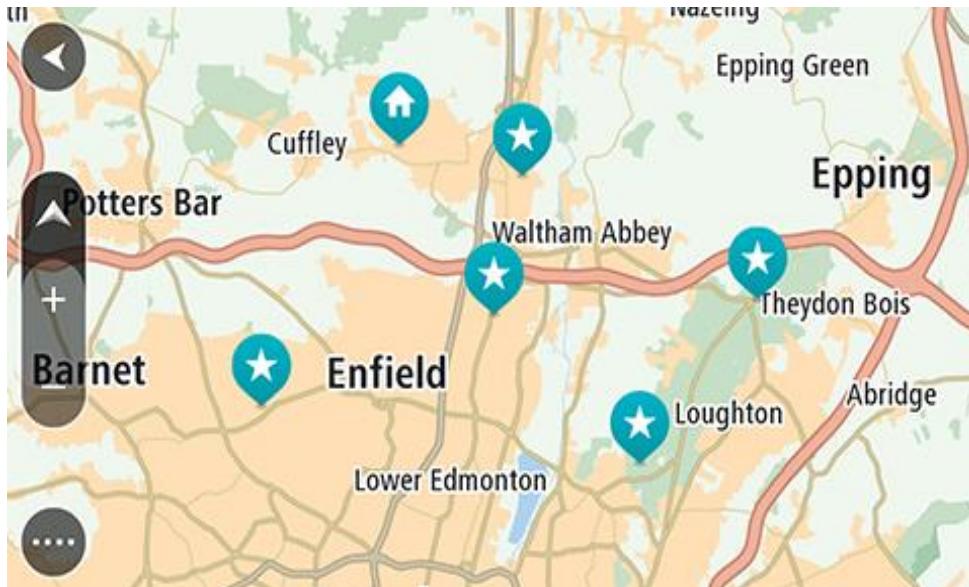 Nazeing
Epping Green
Cuffley
Epping
Potters Bar
Waltham Abbey
Theydon Bois
Barnet
Enfield
Abridge
Loughton
Lower Edmonton